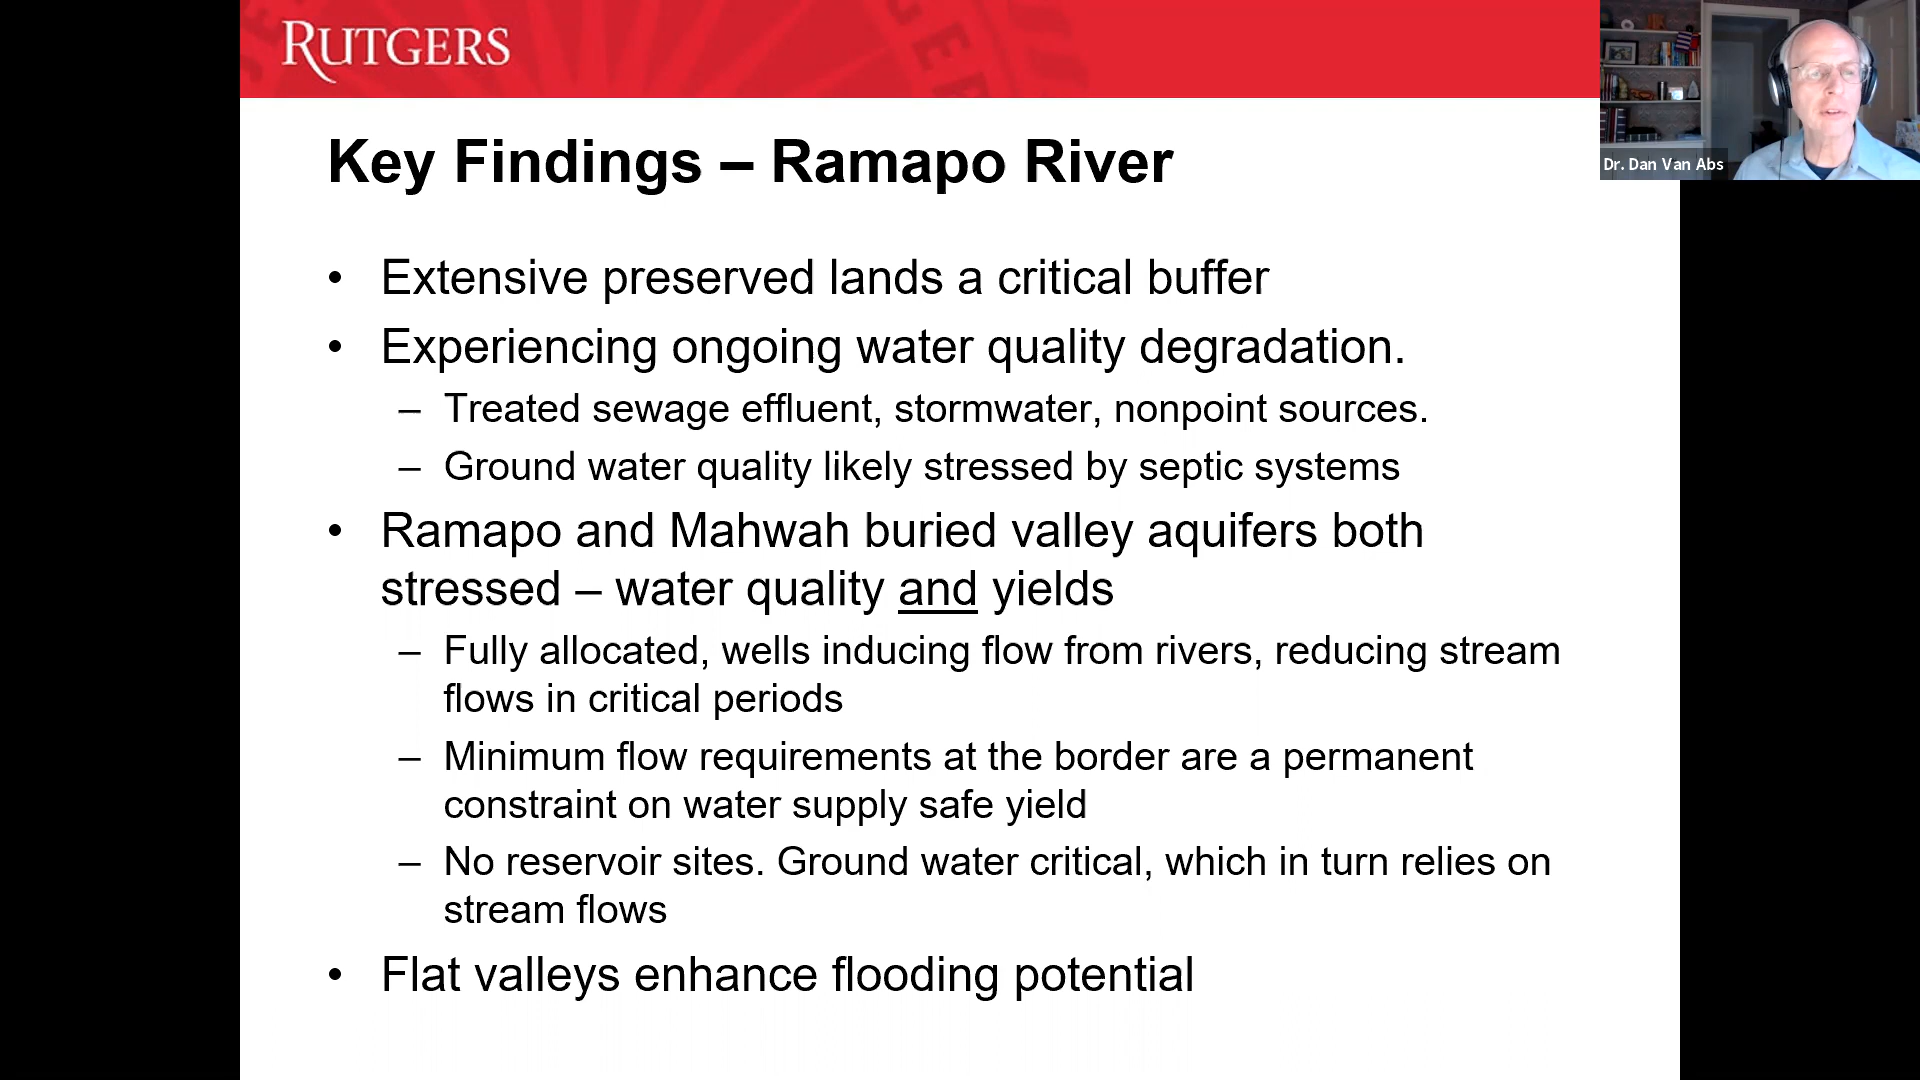 RUTGERS
Dr. Dan Van Abs
Key Findings – Ramapo River
• Extensive preserved lands a critical buffer
• Experiencing ongoing water quality degradation.
– Treated sewage effluent, stormwater, nonpoint sources.
– Ground water quality likely stressed by septic systems
• Ramapo and Mahwah buried valley aquifers both
stressed – water quality and yields
– Fully allocated, wells inducing flow from rivers, reducing stream
flows in critical periods
– Minimum flow requirements at the border are a permanent
constraint on water supply safe yield
– No reservoir sites. Ground water critical, which in turn relies on
stream flows
• Flat valleys enhance flooding potential